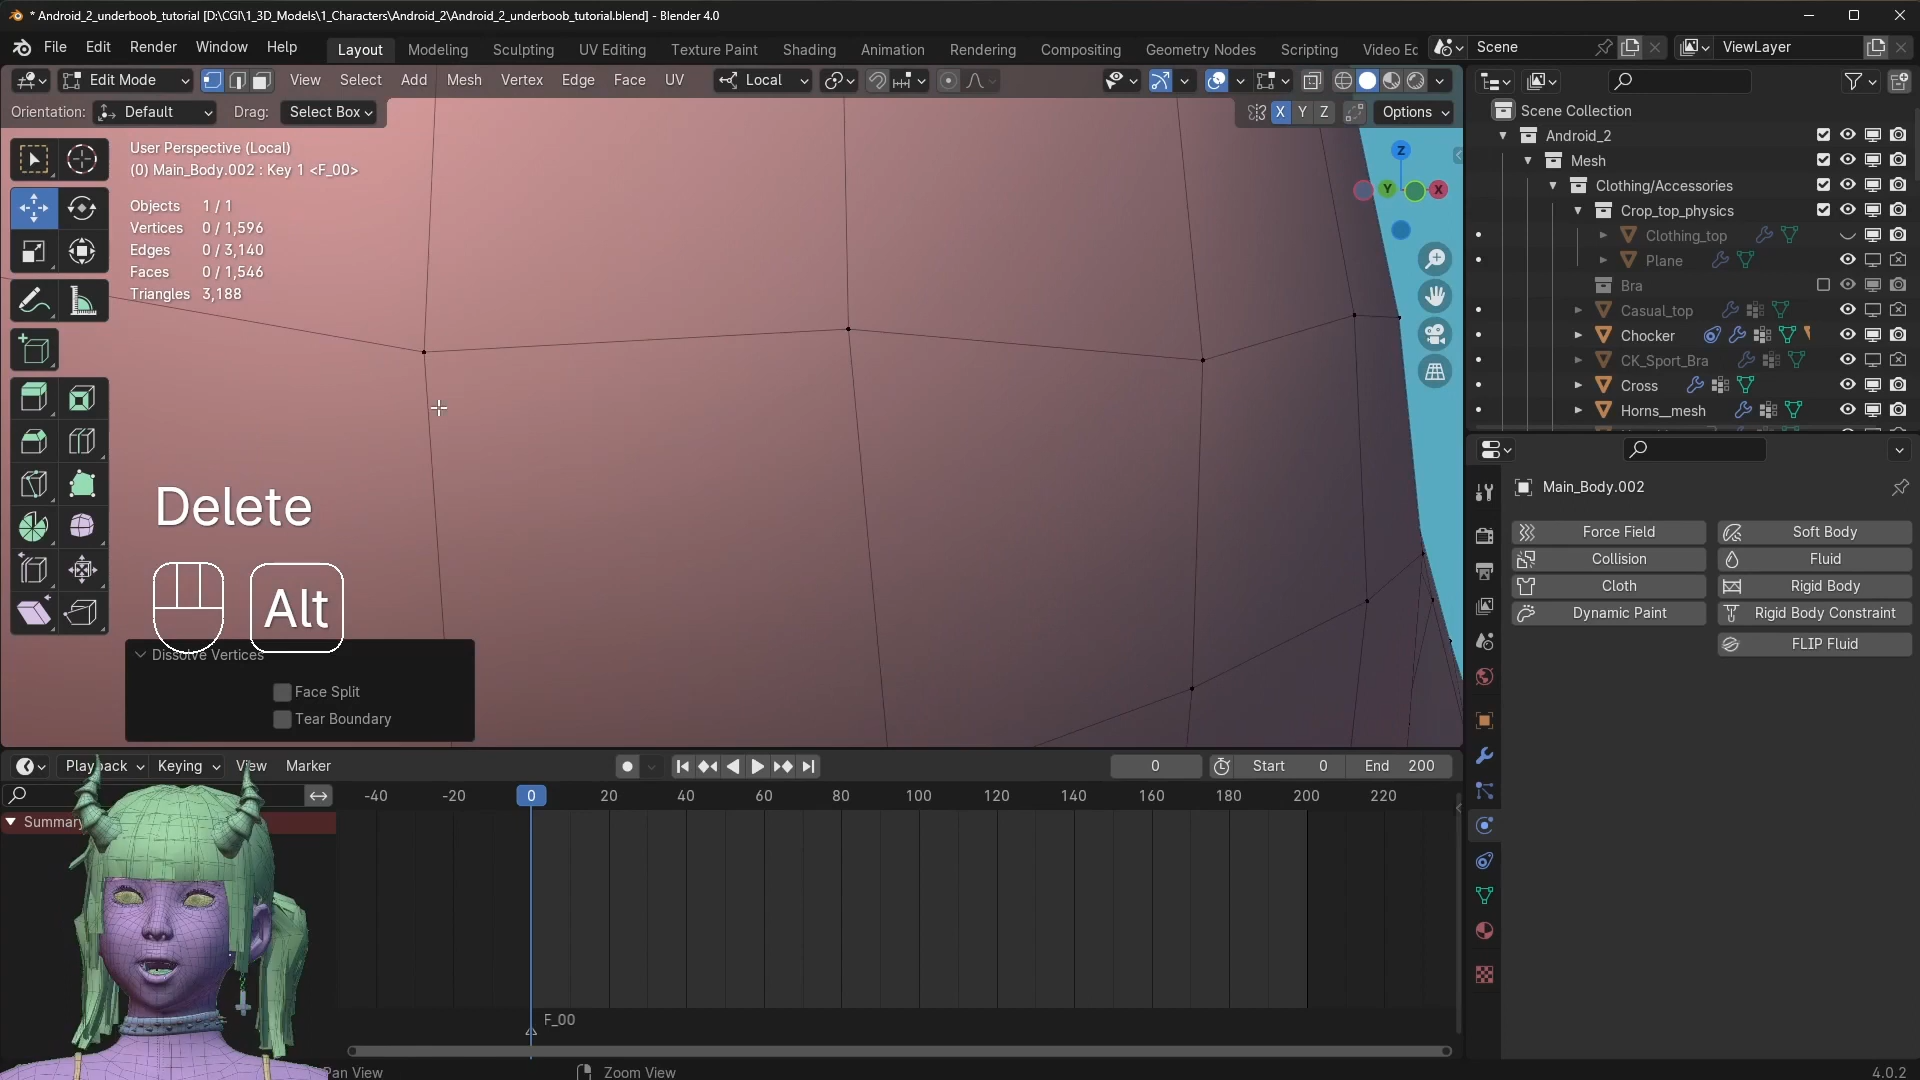 * Android_2_underboob_tutorial [D:\CGI\1_3D_Models\1_Characters\Android_2\Android_2_underboob_tutorial.blend] - Blender 4.0
File Edit Render Window Help Layout Modeling Sculpting UV Editing Texture Paint Shading Animation Rendering Compositing Geometry Nodes Scripting Video Ec Scene ViewLayer
Edit Mode View Select Add Mesh Vertex Edge Face UV Local
Orientation: Default Drag: Select Box X Y Z Options
User Perspective (Local)
(0) Main_Body.002 : Key 1 <F_00>
Objects 1 / 1
Vertices 0 / 1,596
Edges 0 / 3,140
Faces 0 / 1,546
Triangles 3,188
Z
Y X
Delete
Alt
Dissolve Vertices
Face Split
Tear Boundary
Scene Collection
Android_2
Mesh
Clothing/Accessories
Crop_top_physics
Clothing_top
Plane
Bra
Casual_top
Chocker
CK_Sport_Bra
Cross
Horns__mesh
Main_Body.002
Force Field Soft Body
Collision Fluid
Cloth Rigid Body
Dynamic Paint Rigid Body Constraint
FLIP Fluid
Playback Keying View Marker 0 Start 0 End 200
-40 -20 0 20 40 60 80 100 120 140 160 180 200 220
Summary
F_00
Pan View Zoom View 4.0.2